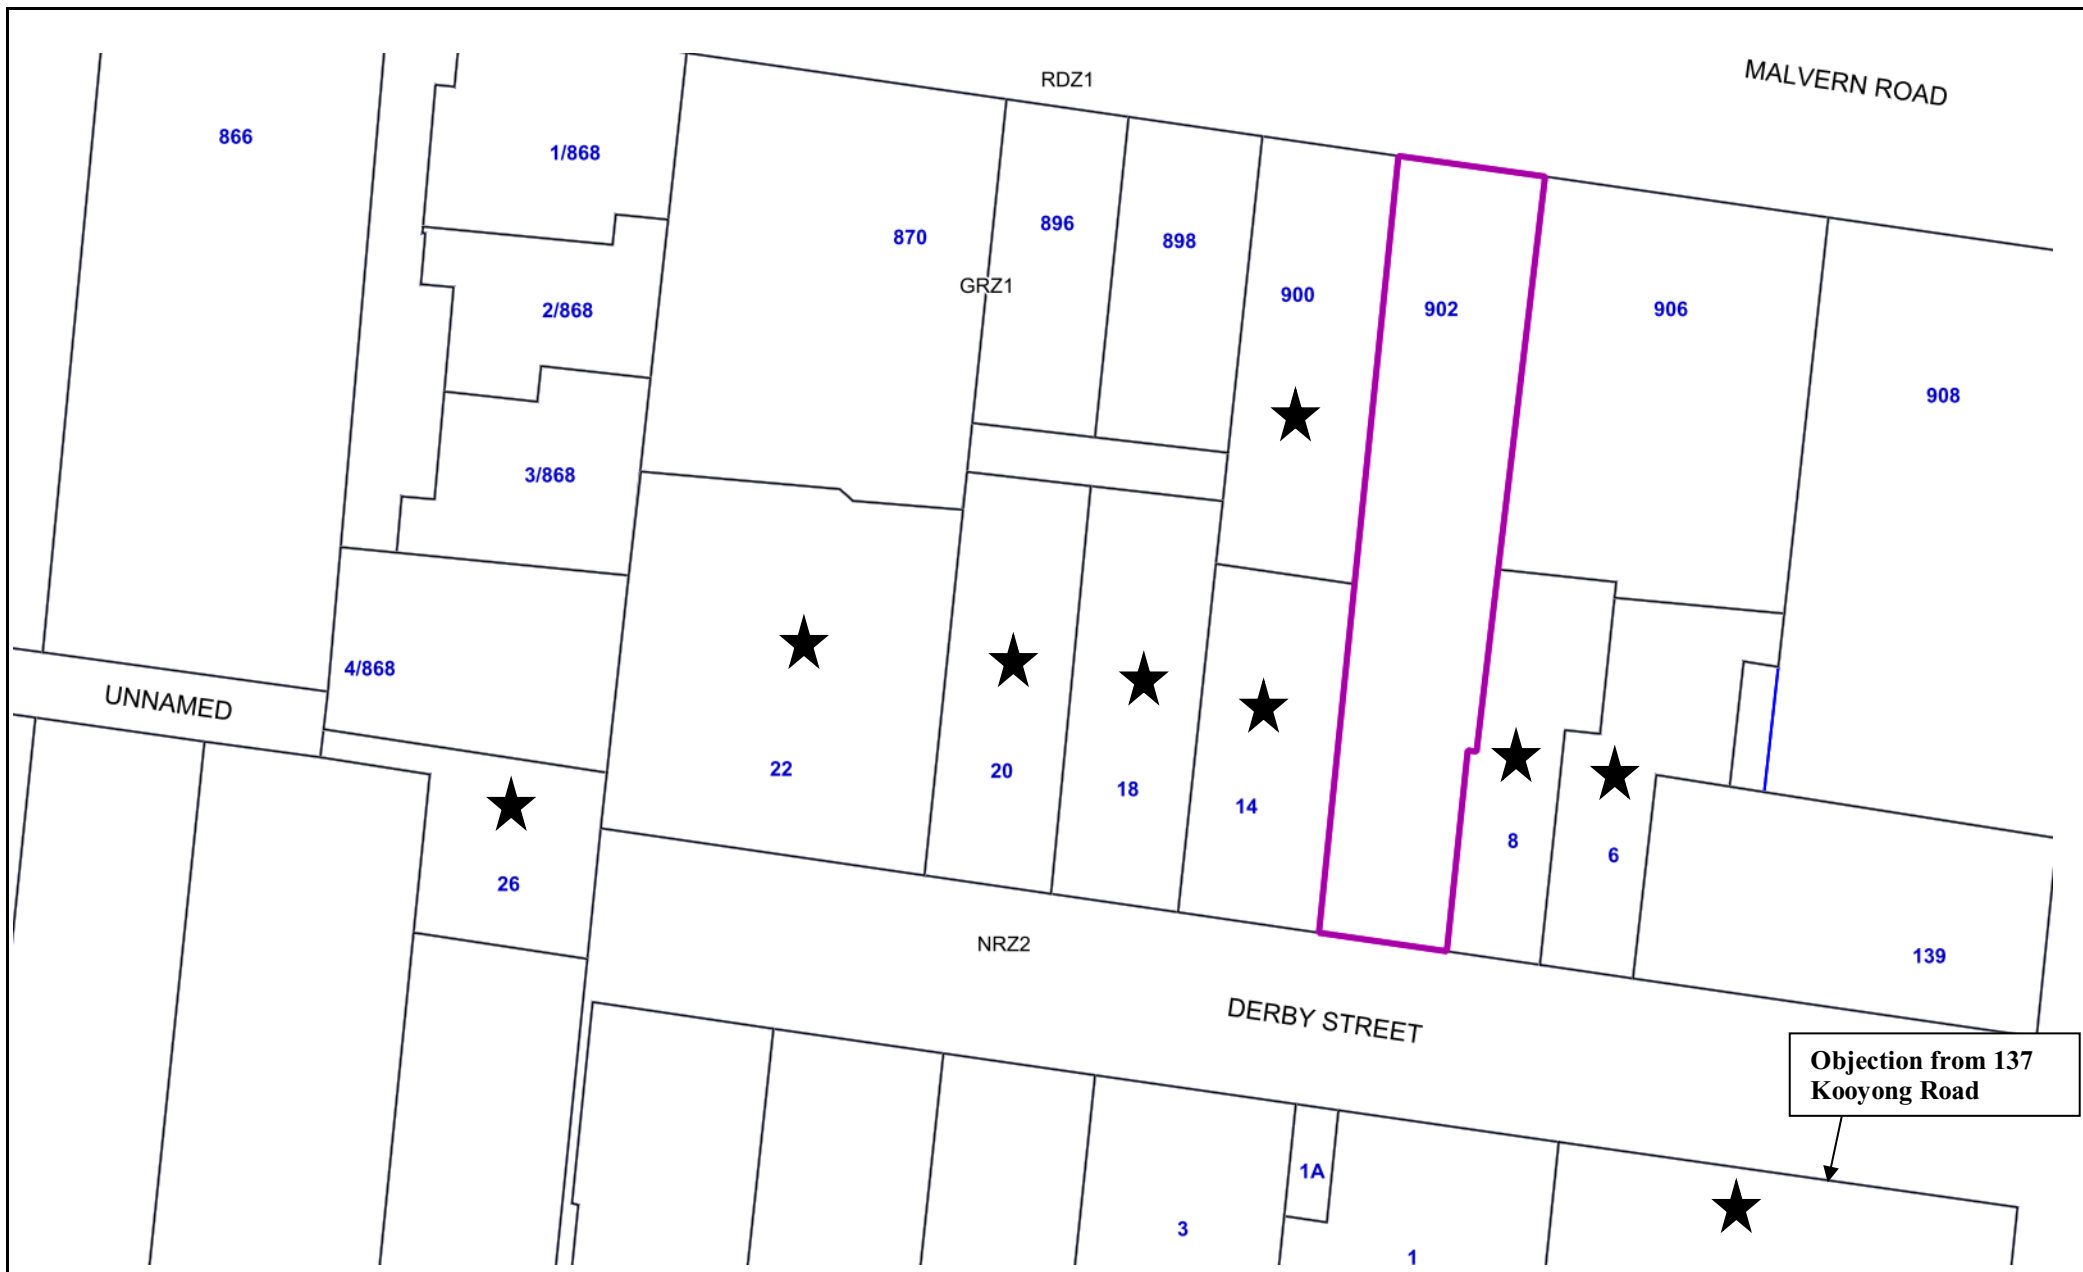 RDZ1
MALVERN ROAD
866
1/868
870
896
898
GRZ1
900
902
906
908
2/868
3/868
4/868
UNNAMED
22
20
18
14
8
6
26
NRZ2
139
DERBY STREET
Objection from 137
Kooyong Road
1A
3
1